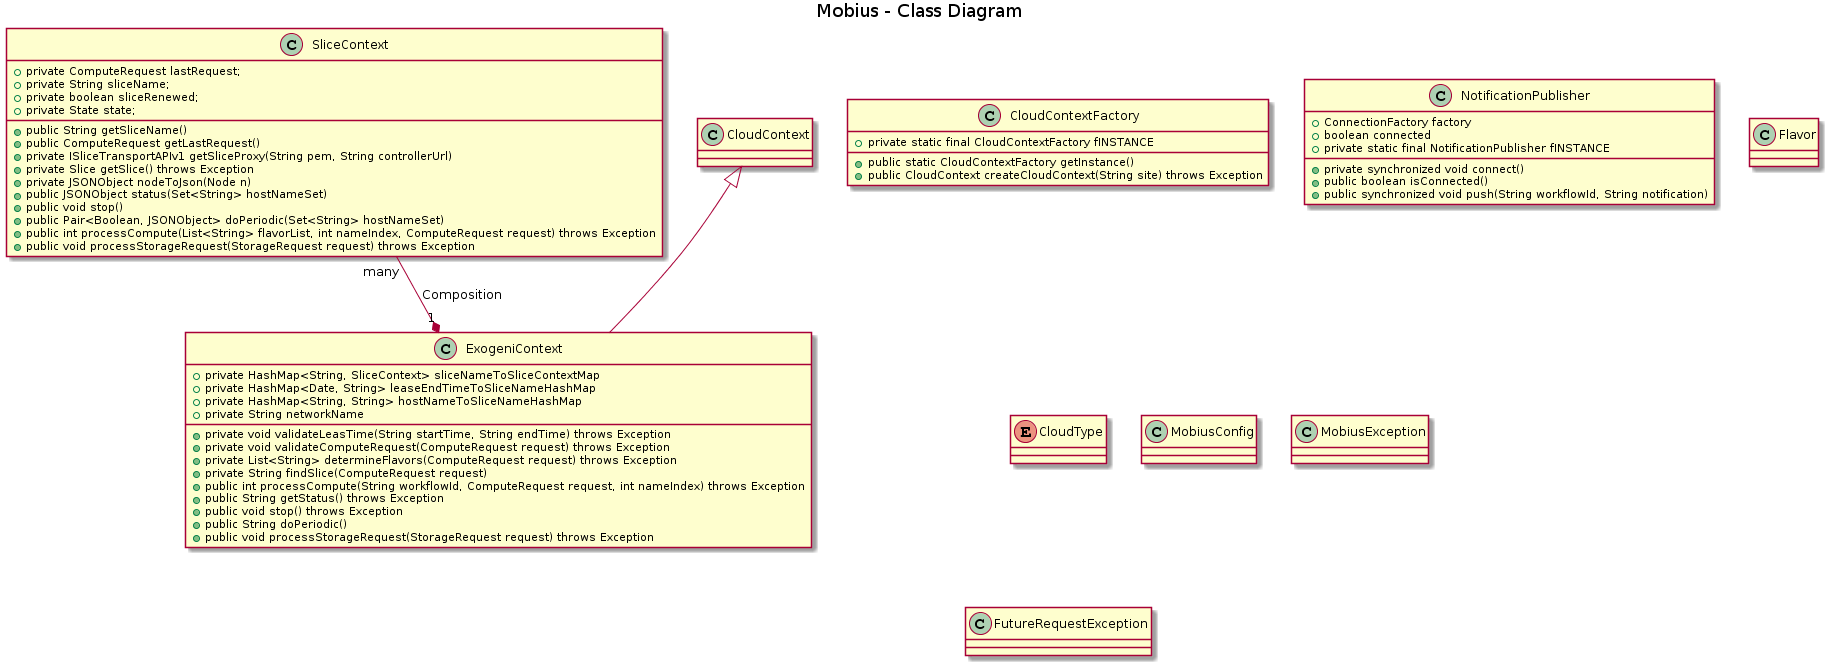 Mobius - Class Diagram
C SliceContext
private ComputeRequest lastRequest;
private String sliceName;
private boolean sliceRenewed;
private State state;
public String getSliceName()
public ComputeRequest getLastRequest()
private ISliceTransportAPIv1 getSliceProxy(String pem, String controllerUrl)
private Slice getSlice() throws Exception
private JSONObject nodeToJson(Node n)
public JSONObject status(Set<String> hostNameSet)
public void stop()
public Pair<Boolean, JSONObject> doPeriodic(Set<String> hostNameSet)
public int processCompute(List<String> flavorList, int nameIndex, ComputeRequest request) throws Exception
public void processStorageRequest(StorageRequest request) throws Exception
C CloudContext
C CloudContextFactory
private static final CloudContextFactory fINSTANCE
public static CloudContextFactory getInstance()
public CloudContext createCloudContext(String site) throws Exception
C NotificationPublisher
ConnectionFactory factory
boolean connected
private static final NotificationPublisher fINSTANCE
private synchronized void connect()
public boolean isConnected()
public synchronized void push(String workflowId, String notification)
C Flavor
many
Composition
1
C ExogeniContext
private HashMap<String, SliceContext> sliceNameToSliceContextMap
private HashMap<Date, String> leaseEndTimeToSliceNameHashMap
private HashMap<String, String> hostNameToSliceNameHashMap
private String networkName
private void validateLeasTime(String startTime, String endTime) throws Exception
private void validateComputeRequest(ComputeRequest request) throws Exception
private List<String> determineFlavors(ComputeRequest request) throws Exception
private String findSlice(ComputeRequest request)
public int processCompute(String workflowId, ComputeRequest request, int nameIndex) throws Exception
public String getStatus() throws Exception
public void stop() throws Exception
public String doPeriodic()
public void processStorageRequest(StorageRequest request) throws Exception
E CloudType
C MobiusConfig
C MobiusException
C FutureRequestException